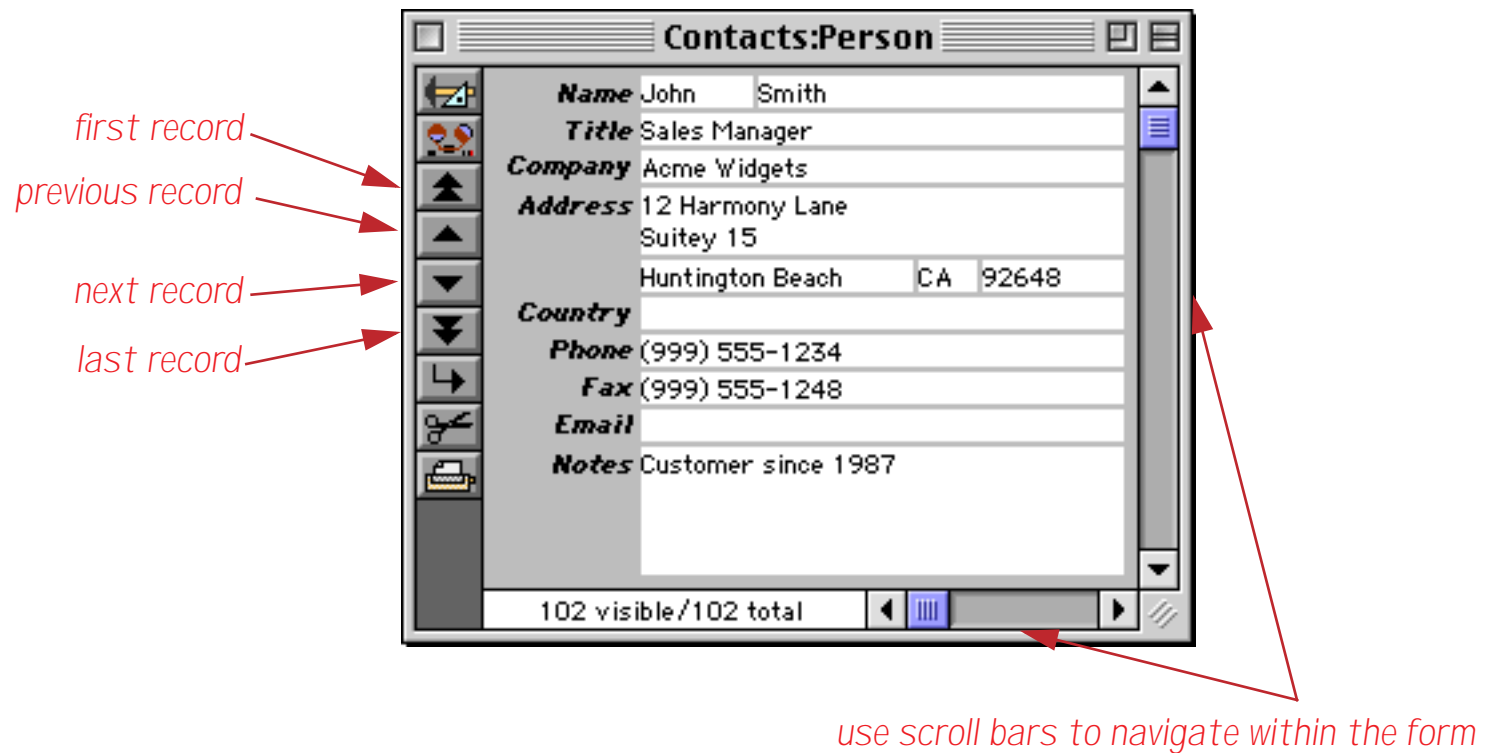 Contacts:Person
first record
previous record
next record
last record
Name John Smith
Title Sales Manager
Company Acme Widgets
Address 12 Harmony Lane
Suitey 15
Huntington Beach CA 92648
Country
Phone (999) 555-1234
Fax (999) 555-1248
Email
Notes Customer since 1987
102 visible/102 total
use scroll bars to navigate within the form